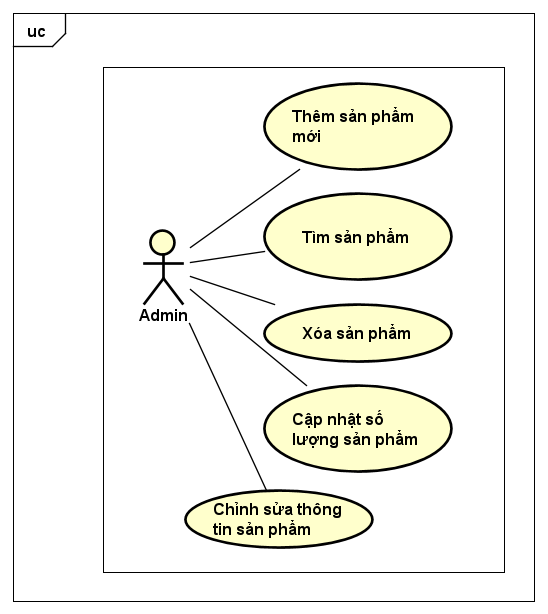 uc
Thêm sản phẩm
mới
Tìm sản phẩm
Admin
Xóa sản phẩm
Cập nhật số
lượng sản phẩm
Chỉnh sửa thông
tin sản phẩm